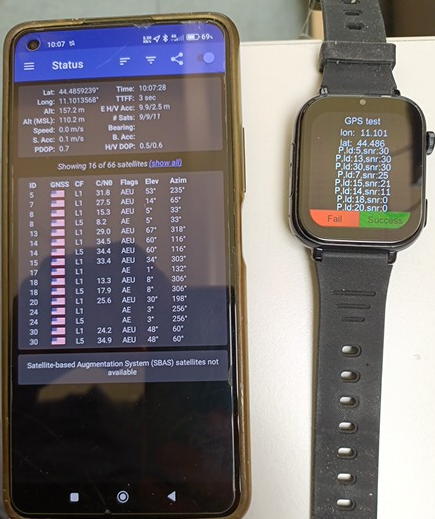 10:07
69%
Status
Lat: 44.4859239° Time: 10:07:28
Long: 11.1013568° TTFF: 3 sec
Alt: 157.2 m E H/V Acc: 9.9/2.5 m
Alt (MSL): 110.2 m # Sats: 9/9/11
Speed: 0.0 m/s Bearing:
S. Acc: 0.1 m/s B. Acc:
PDOP: 0.7 H/V DOP: 0.5/0.6
Showing 16 of 66 satellites (show all)
ID GNSS CF C/N0 Flags Elev Azim
5 L1 31.8 AEU 53° 235°
7 L1 27.5 AEU 14° 65°
8 L1 15.3 AEU 5° 33°
8 L5 8.2 AEU 5° 33°
13 L1 29.0 AEU 67° 318°
14 L1 34.5 AEU 60° 116°
14 L5 34.4 AEU 60° 116°
15 L1 33.4 AEU 34° 303°
17 L1 AE 1° 132°
18 L1 13.3 AEU 8° 306°
18 L5 17.9 AE 8° 306°
20 L1 25.6 AEU 30° 198°
24 L1 AE 3° 256°
24 L5 AE 3° 256°
30 L1 24.2 AEU 48° 60°
30 L5 34.9 AEU 48° 60°
Satellite-based Augmentation System (SBAS) satellites not
available
GPS test
lon: 11.101
lat: 44.486
P.Id:5,snr:30
P.Id:13,snr:30
P.Id:30,snr:30
P.Id:7,snr:25
P.Id:15,snr:21
P.Id:14,snr:11
P.Id:18,snr:0
P.Id:20,snr:0
Fail Success